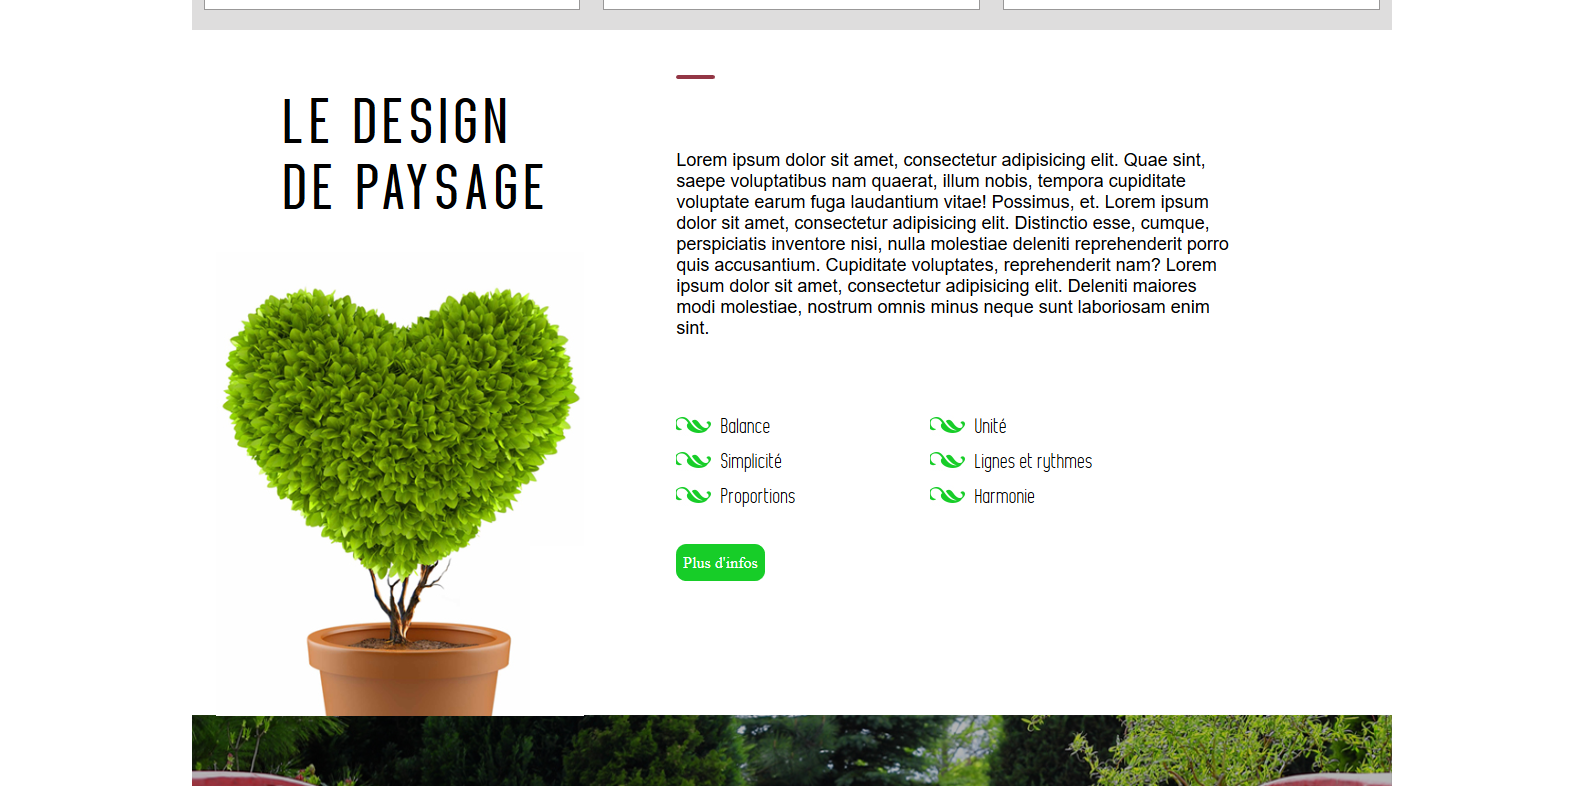 LE DESIGN
DE PAYSAGE
Lorem ipsum dolor sit amet, consectetur adipisicing elit. Quae sint,
saepe voluptatibus nam quaerat, illum nobis, tempora cupiditate
voluptate earum fuga laudantium vitae! Possimus, et. Lorem ipsum
dolor sit amet, consectetur adipisicing elit. Distinctio esse, cumque,
perspiciatis inventore nisi, nulla molestiae deleniti reprehenderit porro
quis accusantium. Cupiditate voluptates, reprehenderit nam? Lorem
ipsum dolor sit amet, consectetur adipisicing elit. Deleniti maiores
modi molestiae, nostrum omnis minus neque sunt laboriosam enim
sint.
Balance
Simplicité
Proportions
Unité
Lignes et rythmes
Harmonie
Plus d'infos